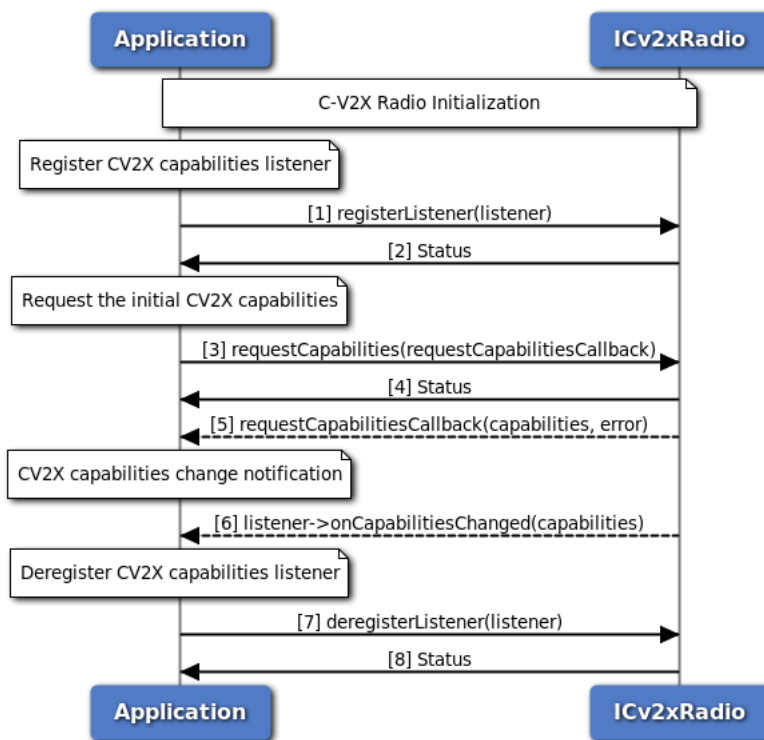 Application
ICv2xRadio
C-V2X Radio Initialization
Register CV2X capabilities listener
[1] registerListener(listener)
[2] Status
Request the initial CV2X capabilities
[3] requestCapabilities(requestCapabilitiesCallback)
[4] Status
[5] requestCapabilitiesCallback(capabilities, error)
CV2X capabilities change notification
[6] listener->onCapabilitiesChanged(capabilities)
Deregister CV2X capabilities listener
[7] deregisterListener(listener)
[8] Status
Application
ICv2xRadio